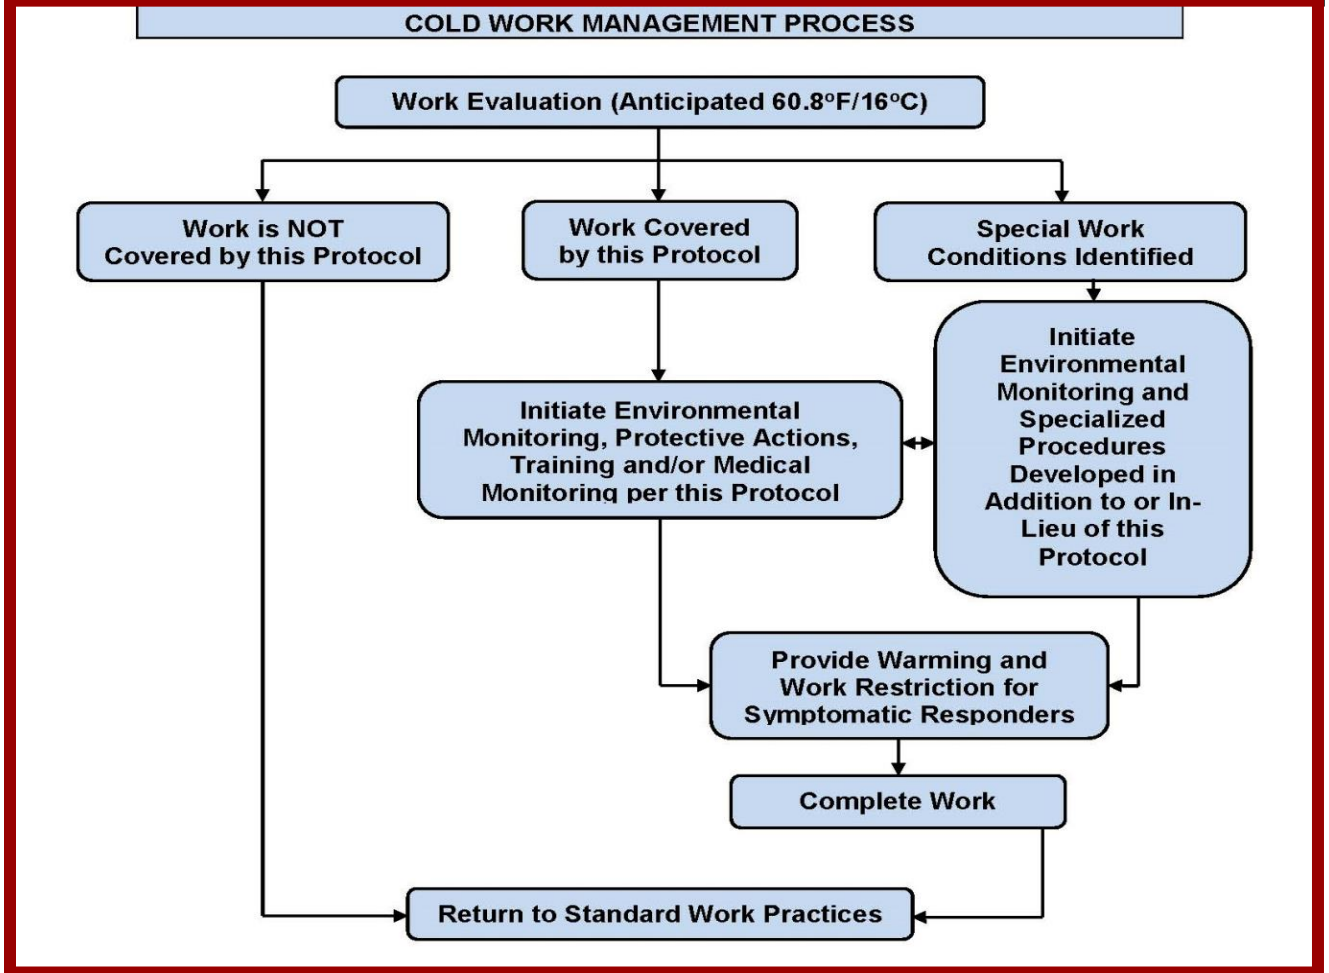 COLD WORK MANAGEMENT PROCESS
Work Evaluation (Anticipated 60.8ºF/16ºC)
Work is NOT
Covered by this Protocol
Work Covered
by this Protocol
Special Work
Conditions Identified
Initiate Environmental
Monitoring, Protective Actions,
Training and/or Medical
Monitoring per this Protocol
Initiate
Environmental
Monitoring and
Specialized
Procedures
Developed in
Addition to or In-
Lieu of this
Protocol
Provide Warming and
Work Restriction for
Symptomatic Responders
Complete Work
Return to Standard Work Practices